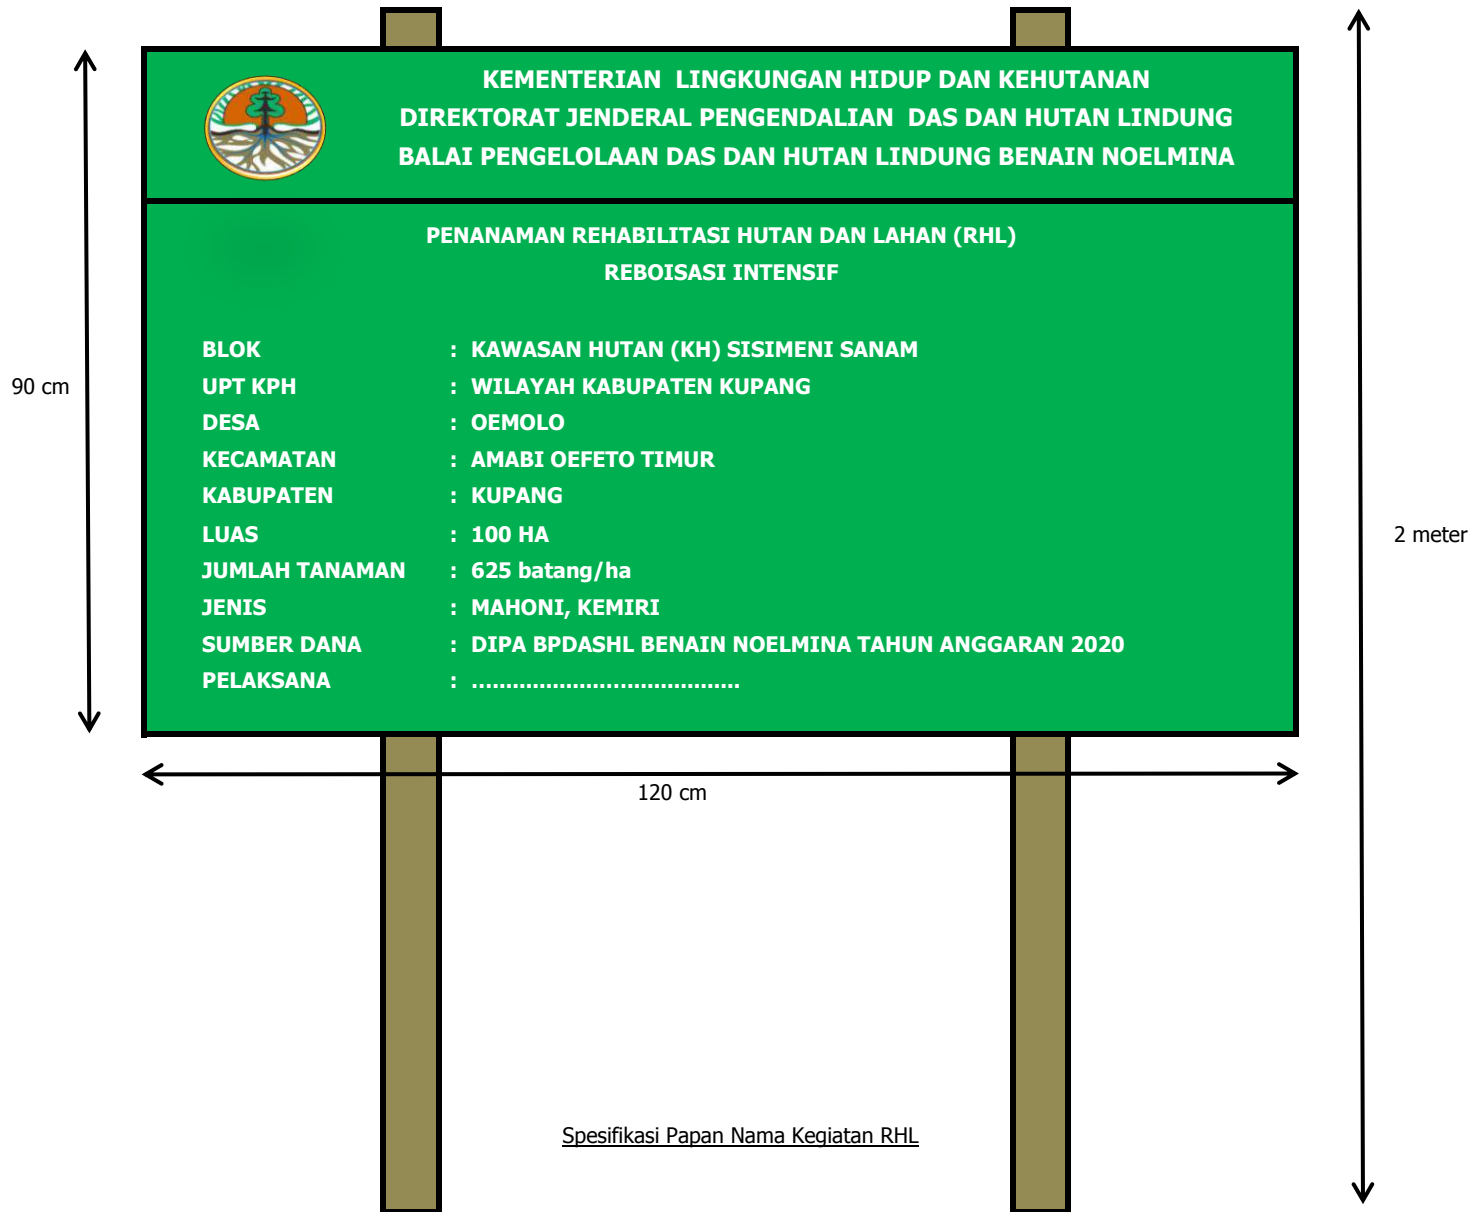 KEMENTERIAN LINGKUNGAN HIDUP DAN KEHUTANAN
DIREKTORAT JENDERAL PENGENDALIAN DAS DAN HUTAN LINDUNG
BALAI PENGELOLAAN DAS DAN HUTAN LINDUNG BENAIN NOELMINA
PENANAMAN REHABILITASI HUTAN DAN LAHAN (RHL)
REBOISASI INTENSIF
BLOK : KAWASAN HUTAN (KH) SISIMENI SANAM
UPT KPH : WILAYAH KABUPATEN KUPANG
DESA : OEMOLO
KECAMATAN : AMABI OEFETO TIMUR
KABUPATEN : KUPANG
LUAS : 100 HA
JUMLAH TANAMAN : 625 batang/ha
JENIS : MAHONI, KEMIRI
SUMBER DANA : DIPA BPDASHL BENAIN NOELMINA TAHUN ANGGARAN 2020
PELAKSANA : ........................................
90 cm
2 meter
120 cm
Spesifikasi Papan Nama Kegiatan RHL